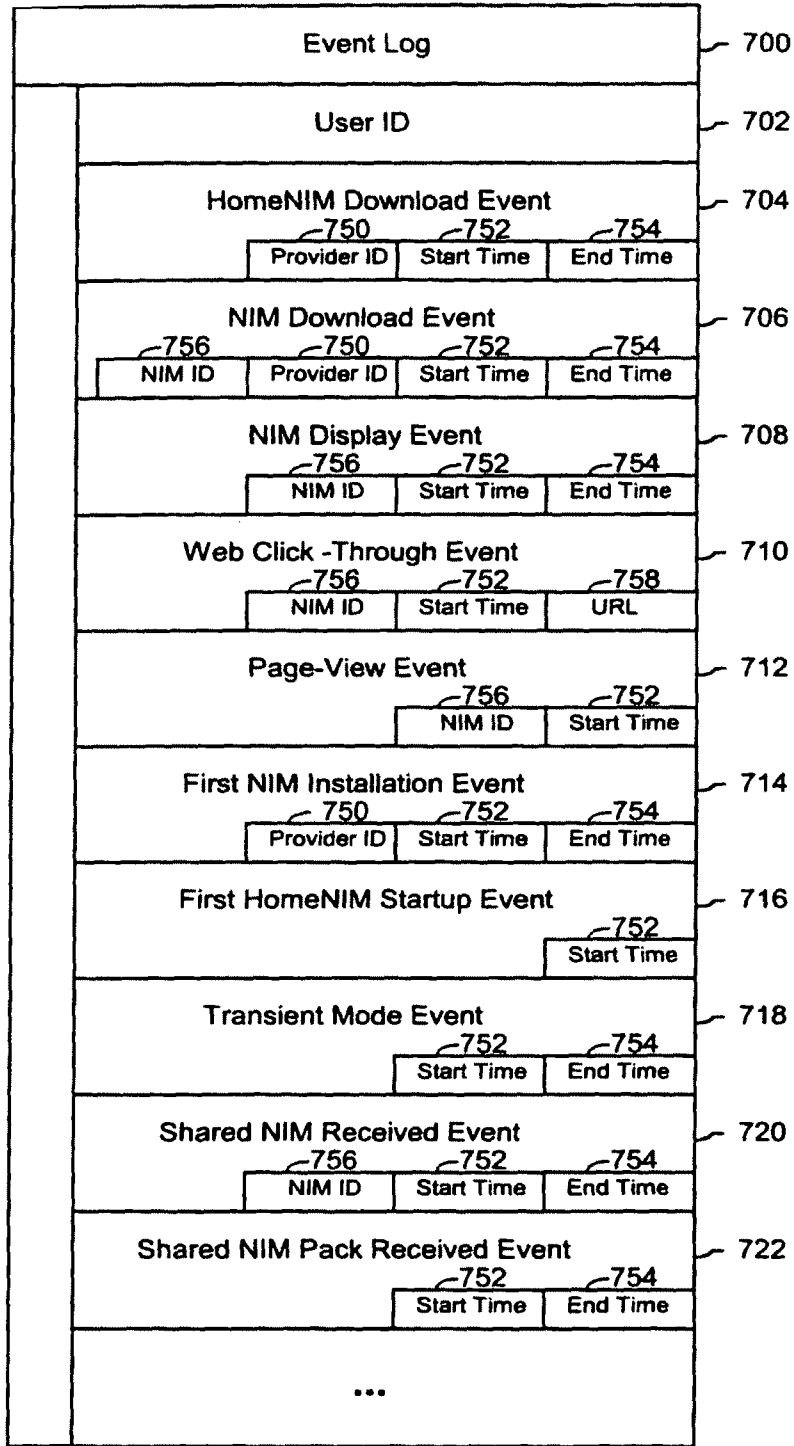 Event Log 700
User ID 702
HomeNIM Download Event 704
750 752 754
Provider ID Start Time End Time
NIM Download Event 706
756 750 752 754
NIM ID Provider ID Start Time End Time
NIM Display Event 708
756 752 754
NIM ID Start Time End Time
Web Click -Through Event 710
756 752 758
NIM ID Start Time URL
Page-View Event 712
756 752
NIM ID Start Time
First NIM Installation Event 714
750 752 754
Provider ID Start Time End Time
First HomeNIM Startup Event 716
752
Start Time
Transient Mode Event 718
752 754
Start Time End Time
Shared NIM Received Event 720
756 752 754
NIM ID Start Time End Time
Shared NIM Pack Received Event 722
752 754
Start Time End Time
...